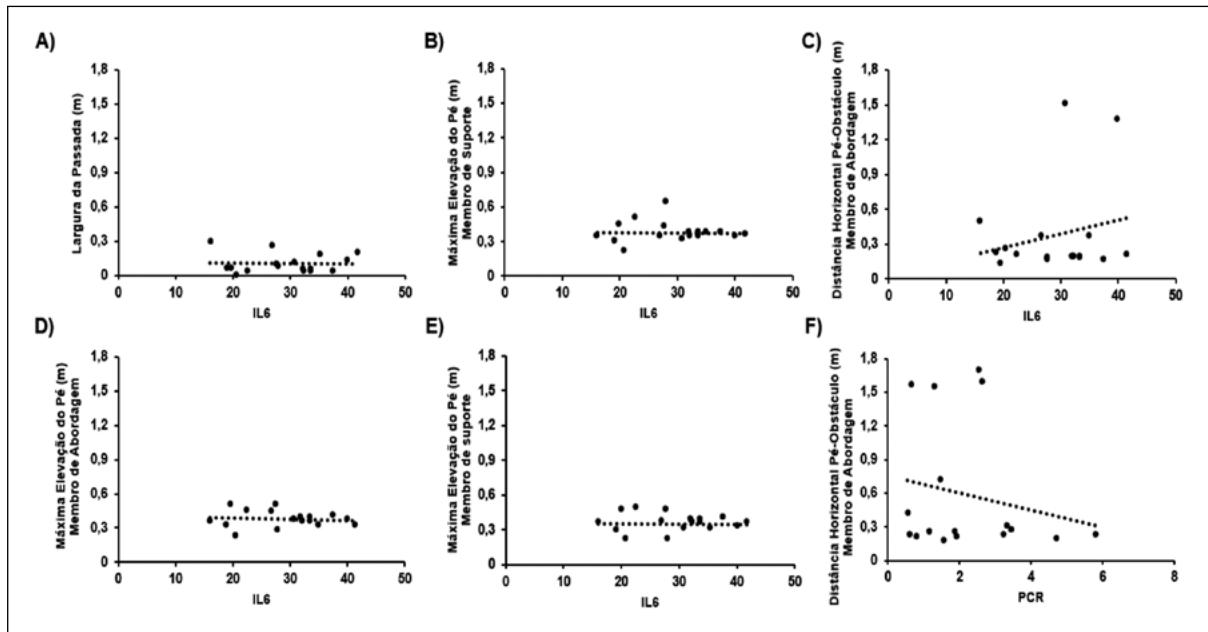 A)
Largura da Passada (m)
1,8
1,5
1,2
0,9
0,6
0,3
0
0 10 20 30 40 50
IL6
B)
Máxima Elevação do Pé (m)
Membro de Suporte
1,8
1,5
1,2
0,9
0,6
0,3
0
0 10 20 30 40 50
IL6
C)
Distância Horizontal Pé-Obstáculo (m)
Membro de Abordagem
1,8
1,5
1,2
0,9
0,6
0,3
0
0 10 20 30 40 50
IL6
D)
Máxima Elevação do Pé (m)
Membro de Abordagem
1,8
1,5
1,2
0,9
0,6
0,3
0
0 10 20 30 40 50
IL6
E)
Máxima Elevação do Pé (m)
Membro de suporte
1,8
1,5
1,2
0,9
0,6
0,3
0
0 10 20 30 40 50
IL6
F)
Distância Horizontal Pé-Obstáculo (m)
Membro de Abordagem
1,8
1,5
1,2
0,9
0,6
0,3
0
0 2 4 6 8
PCR